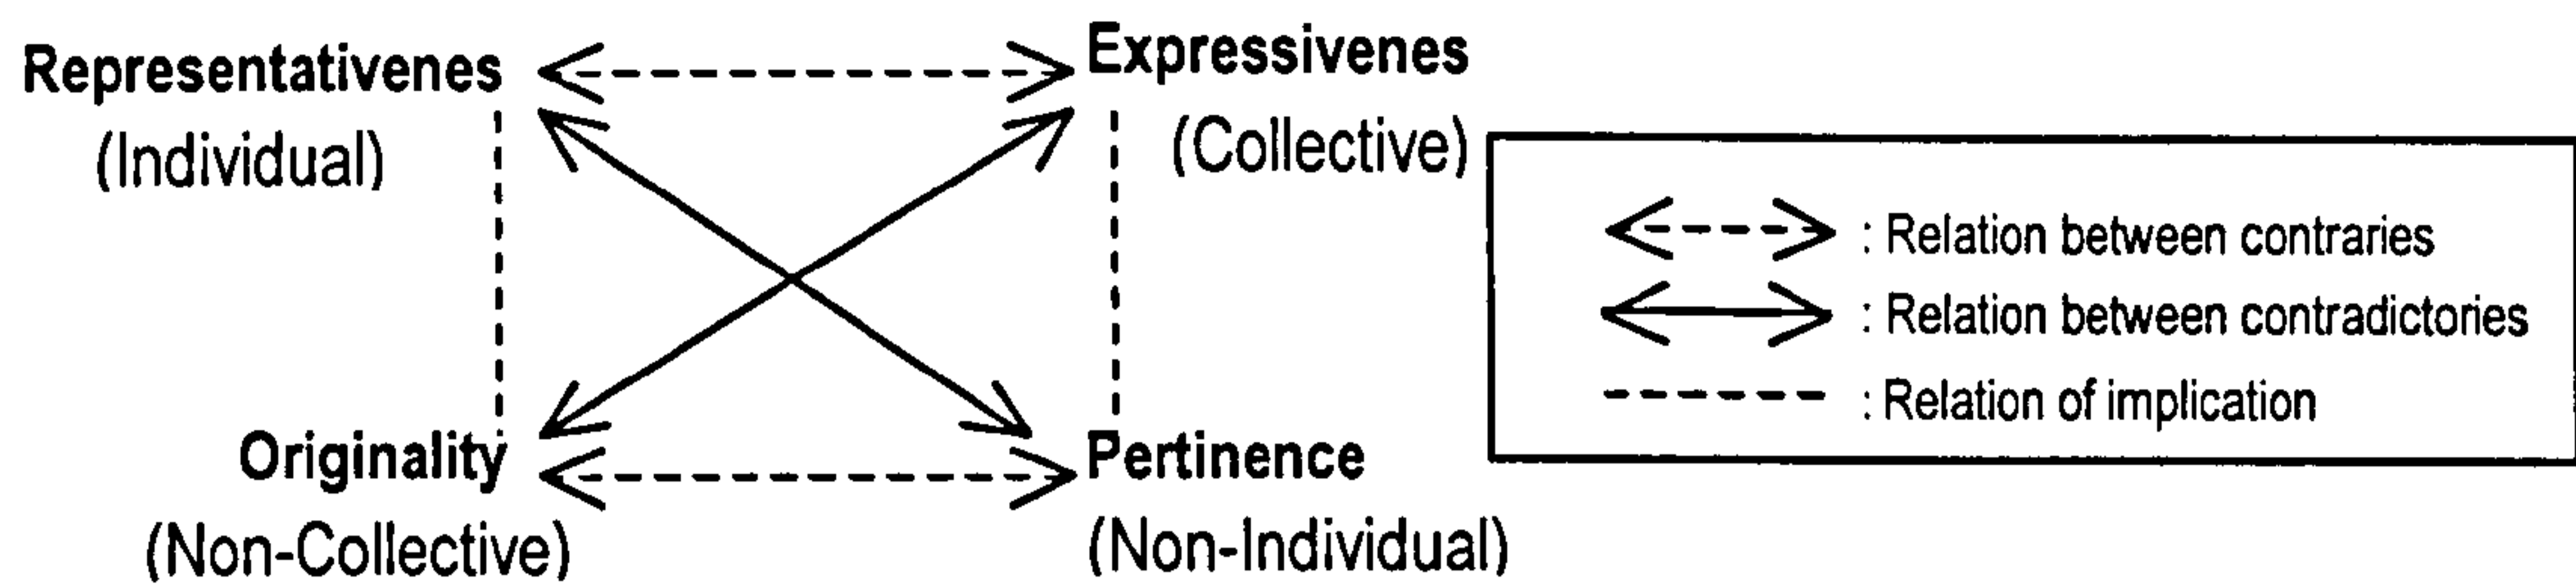 Representativenes
(Individual)
Expressivenes
(Collective)
Originality
(Non-Collective)
Pertinence
(Non-Individual)
: Relation between contraries
: Relation between contradictories
: Relation of implication